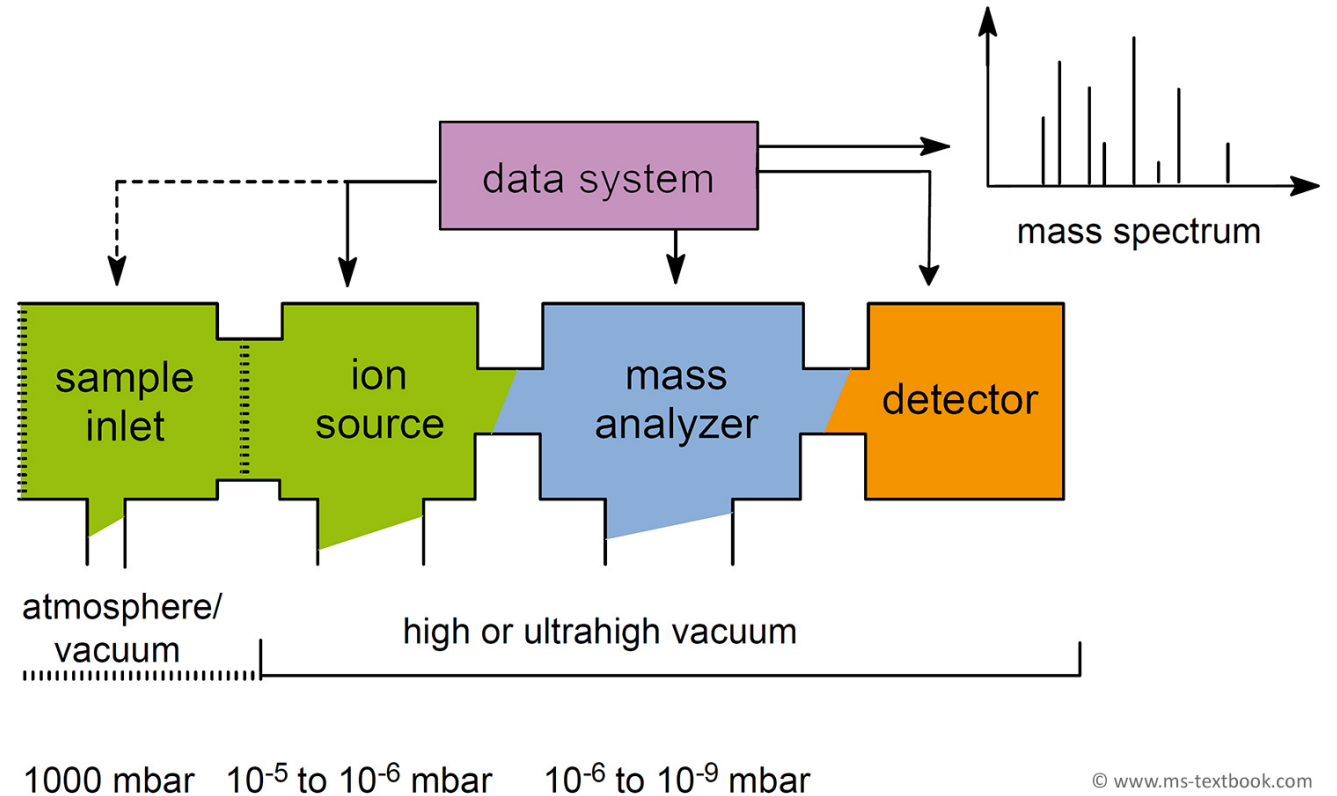 data system
mass spectrum
sample
inlet
ion
source
mass
analyzer
detector
atmosphere/
vacuum
high or ultrahigh vacuum
1000 mbar
10⁻⁵ to 10⁻⁶ mbar
10⁻⁶ to 10⁻⁹ mbar
© www.ms-textbook.com